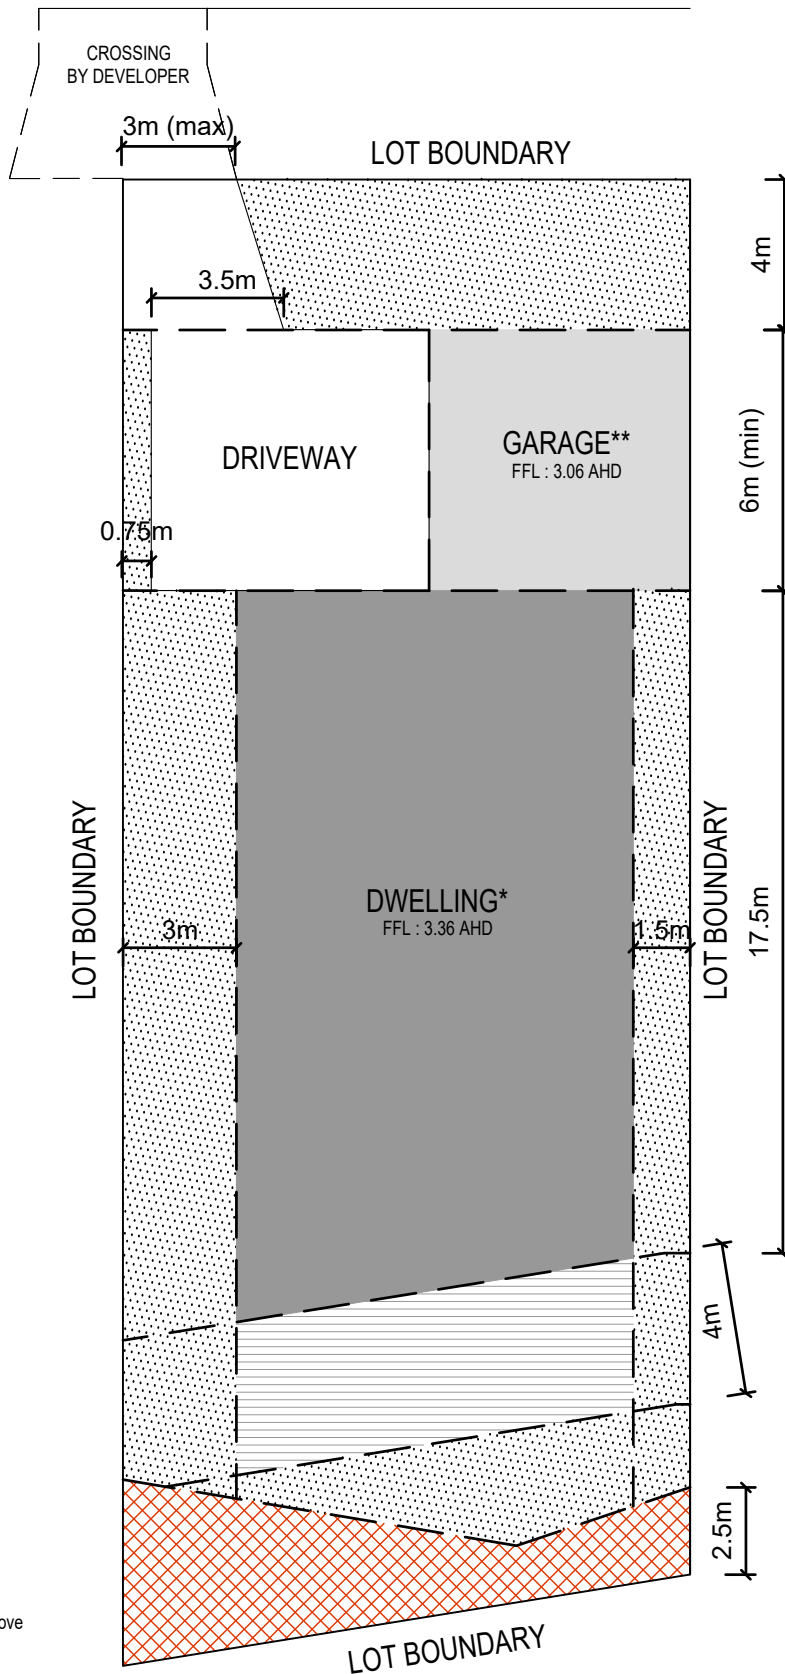 CROSSING
BY DEVELOPER
3m (max)
LOT BOUNDARY
4m
3.5m
DRIVEWAY
GARAGE**
FFL : 3.06 AHD
6m (min)
0.75m
LOT BOUNDARY
DWELLING*
FFL : 3.36 AHD
3m
1.5m
LOT BOUNDARY
17.5m
4m
2.5m
ove
LOT BOUNDARY